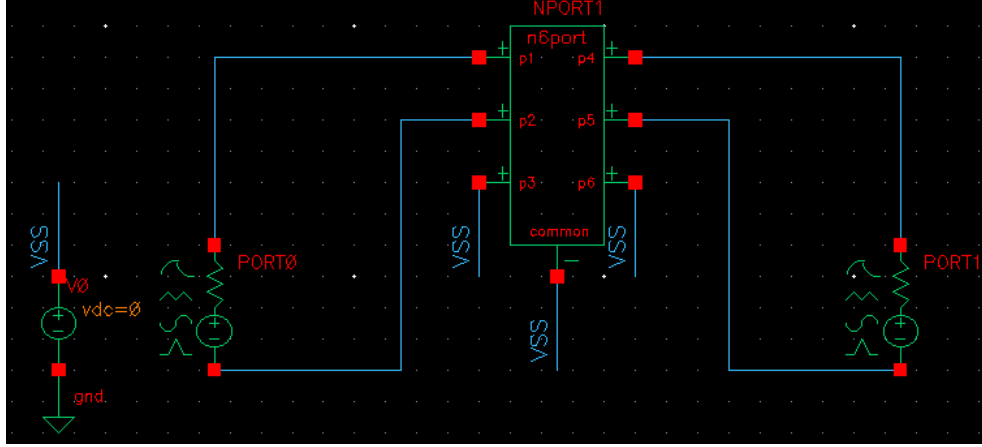 NPORT1
n6port
p1
p4
p2
p5
p3
p6
common
VSS
VSS
VSS
VSS
PORT0
PORT1
V0
vdc=0
gnd